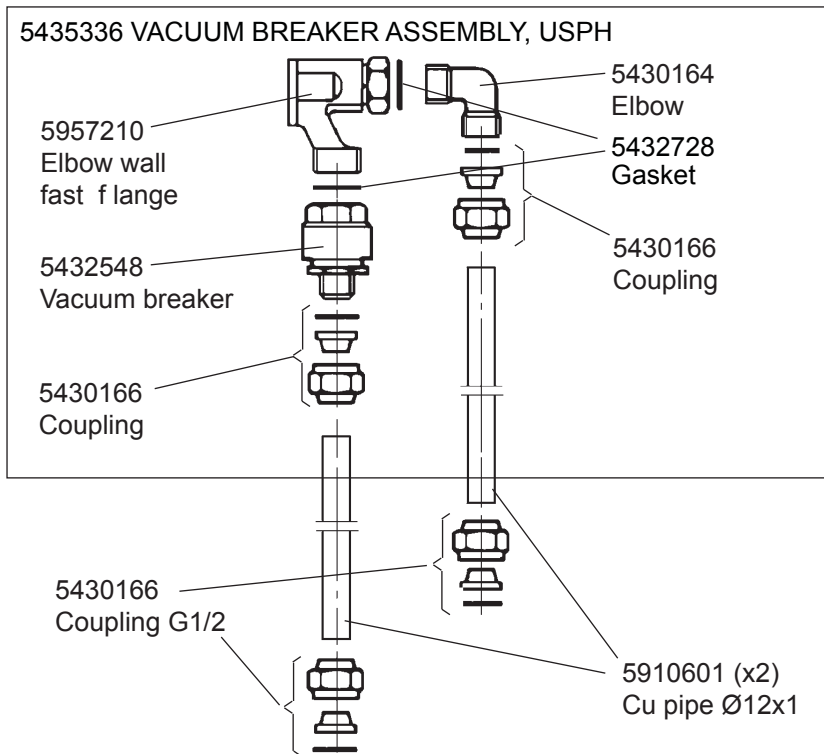 5435336 VACUUM BREAKER ASSEMBLY, USPH
5430164
Elbow
5957210
Elbow wall
fast f lange
5432728
Gasket
5430166
Coupling
5432548
Vacuum breaker
5430166
Coupling
5430166
Coupling G1/2
5910601 (x2)
Cu pipe Ø12x1